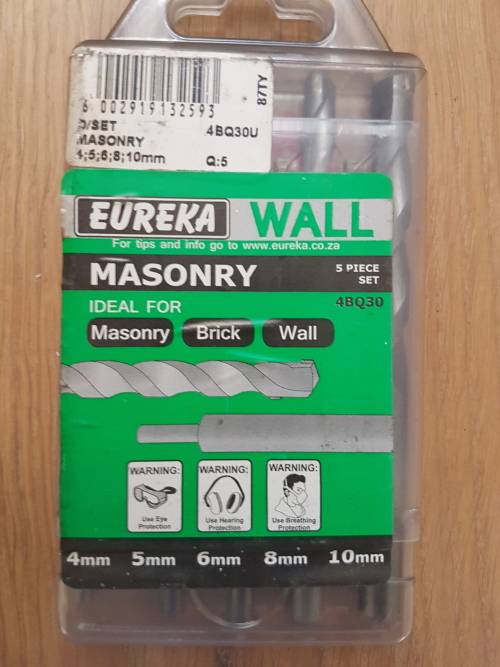 6 002919 132593
87TY
D/SET 4BQ30U
MASONRY
4;5;6;8;10mm Q:5
EUREKA WALL
For tips and info go to www.eureka.co.za
MASONRY 5 PIECE
SET
IDEAL FOR 4BQ30
Masonry Brick Wall
WARNING: WARNING: WARNING:
Use Eye Use Hearing Use Breathing
Protection Protection Protection
4mm 5mm 6mm 8mm 10mm